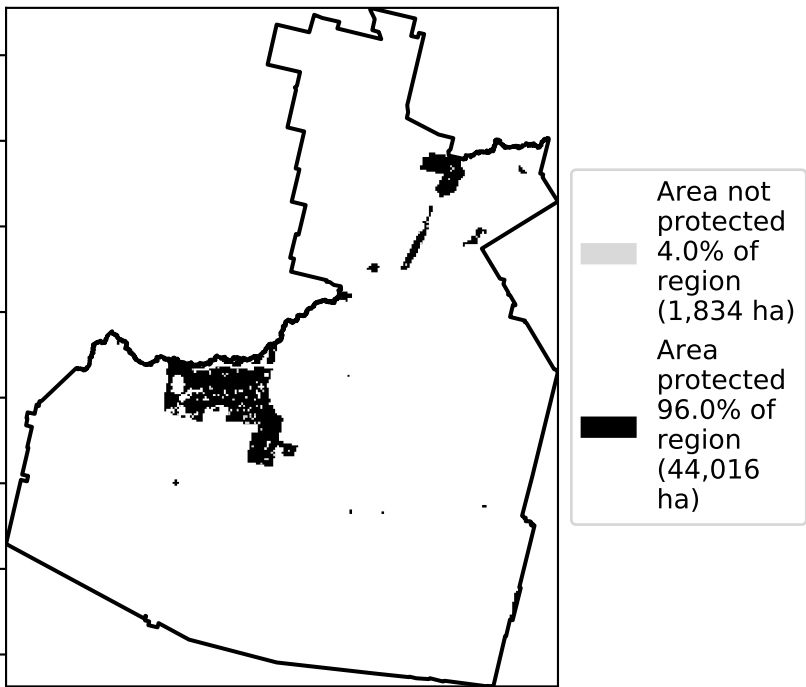 Area not
protected
4.0% of
region
(1,834 ha)
Area
protected
96.0% of
region
(44,016
ha)